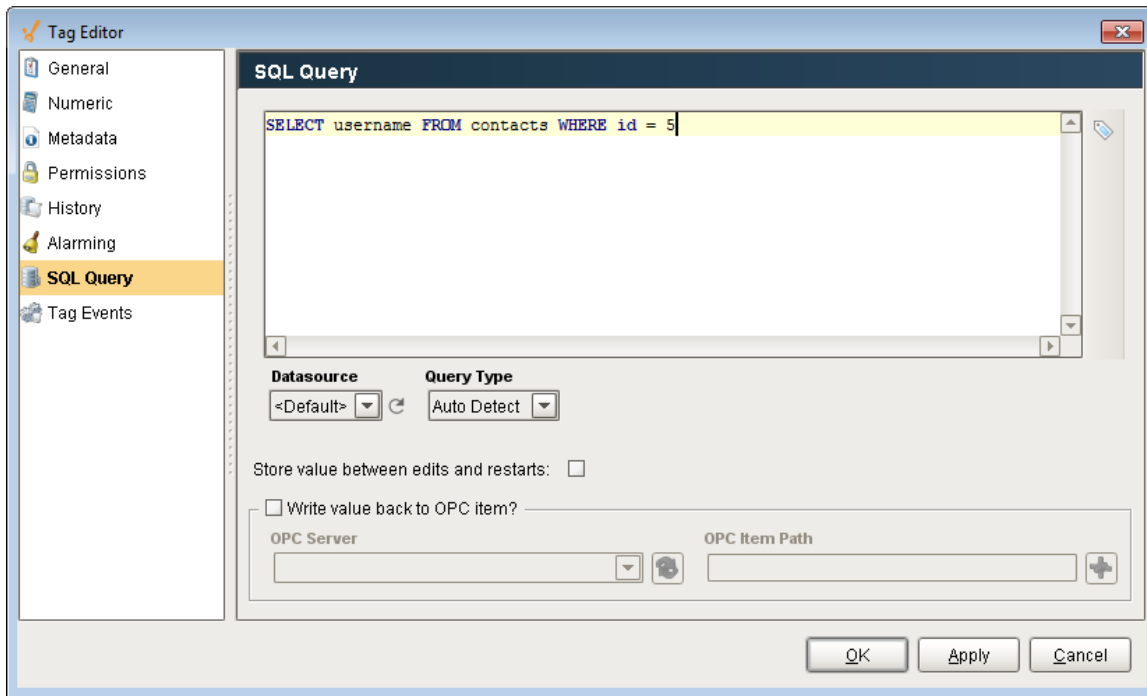 Tag Editor
General
Numeric
Metadata
Permissions
History
Alarming
SQL Query
Tag Events
SQL Query
SELECT username FROM contacts WHERE id = 5
Datasource Query Type
<Default> Auto Detect
Store value between edits and restarts:
Write value back to OPC item?
OPC Server OPC Item Path
OK Apply Cancel